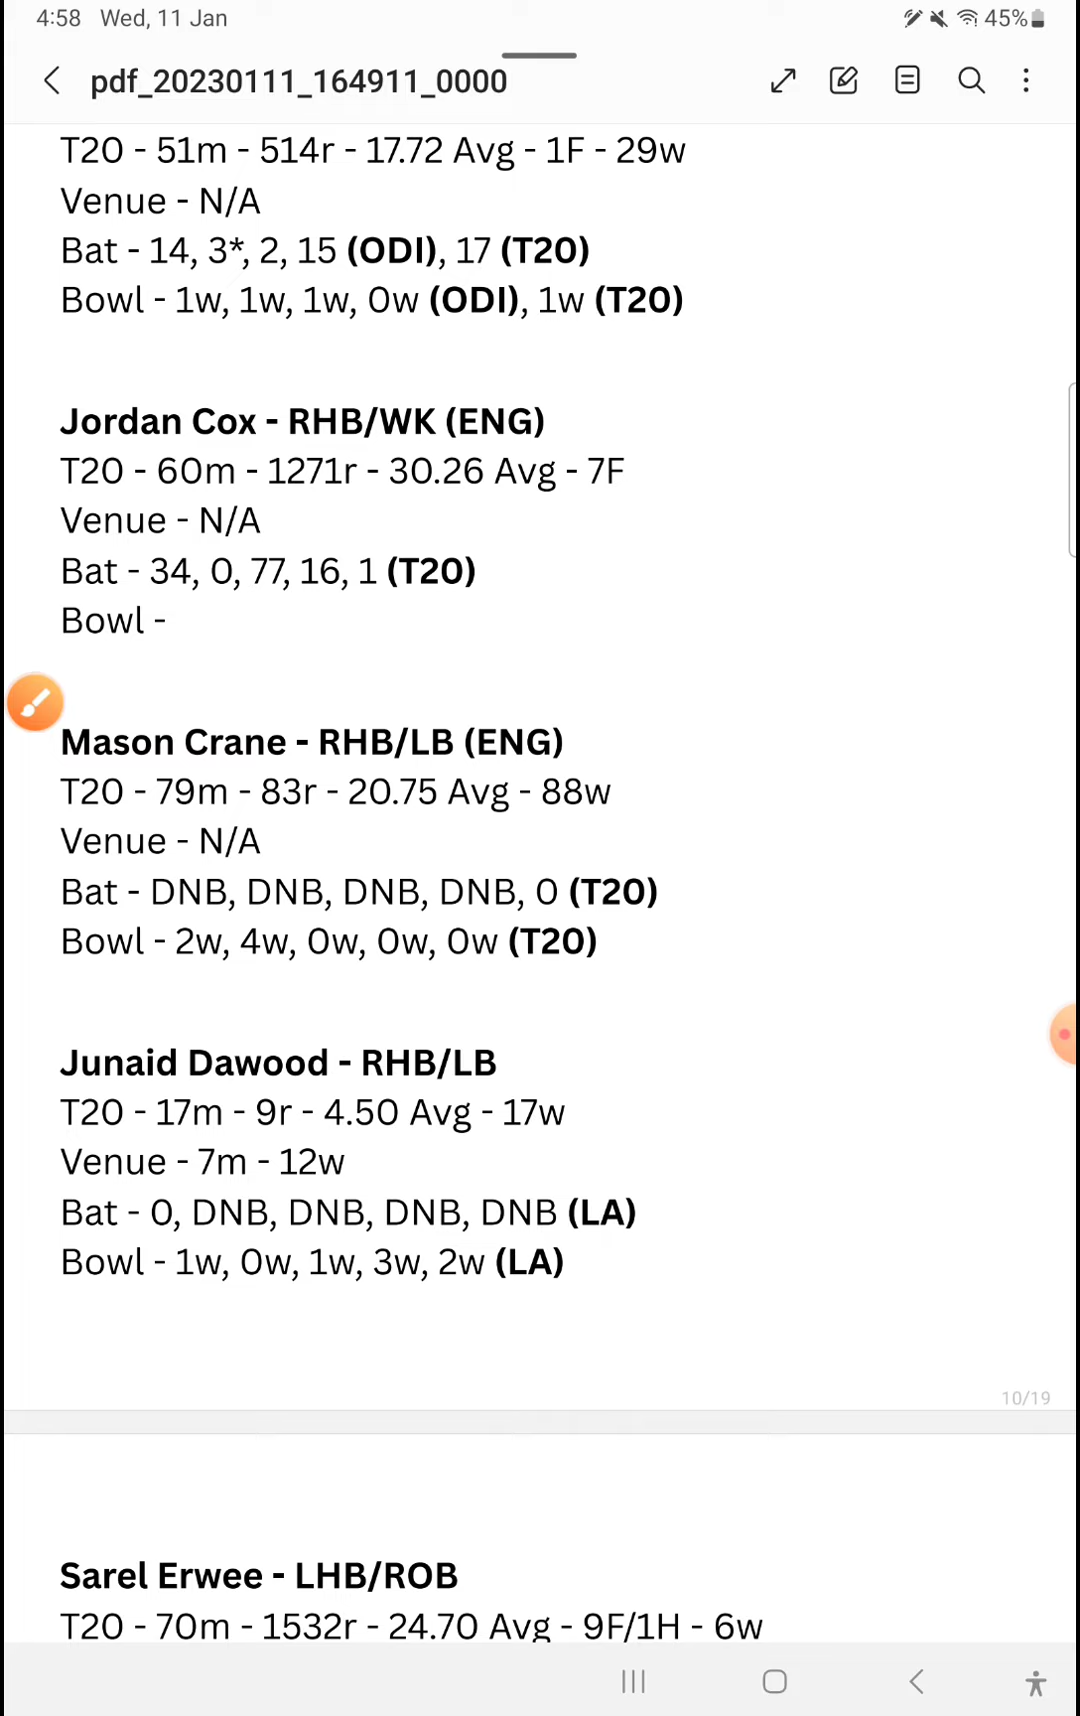 4:58 Wed, 11 Jan 45%
pdf_20230111_164911_0000
T20 - 51m - 514r - 17.72 Avg - 1F - 29w
Venue - N/A
Bat - 14, 3*, 2, 15 (ODI), 17 (T20)
Bowl - 1w, 1w, 1w, 0w (ODI), 1w (T20)
Jordan Cox - RHB/WK (ENG)
T20 - 60m - 1271r - 30.26 Avg - 7F
Venue - N/A
Bat - 34, 0, 77, 16, 1 (T20)
Bowl -
Mason Crane - RHB/LB (ENG)
T20 - 79m - 83r - 20.75 Avg - 88w
Venue - N/A
Bat - DNB, DNB, DNB, DNB, 0 (T20)
Bowl - 2w, 4w, 0w, 0w, 0w (T20)
Junaid Dawood - RHB/LB
T20 - 17m - 9r - 4.50 Avg - 17w
Venue - 7m - 12w
Bat - 0, DNB, DNB, DNB, DNB (LA)
Bowl - 1w, 0w, 1w, 3w, 2w (LA)
10/19
Sarel Erwee - LHB/ROB
T20 - 70m - 1532r - 24.70 Avg - 9F/1H - 6w